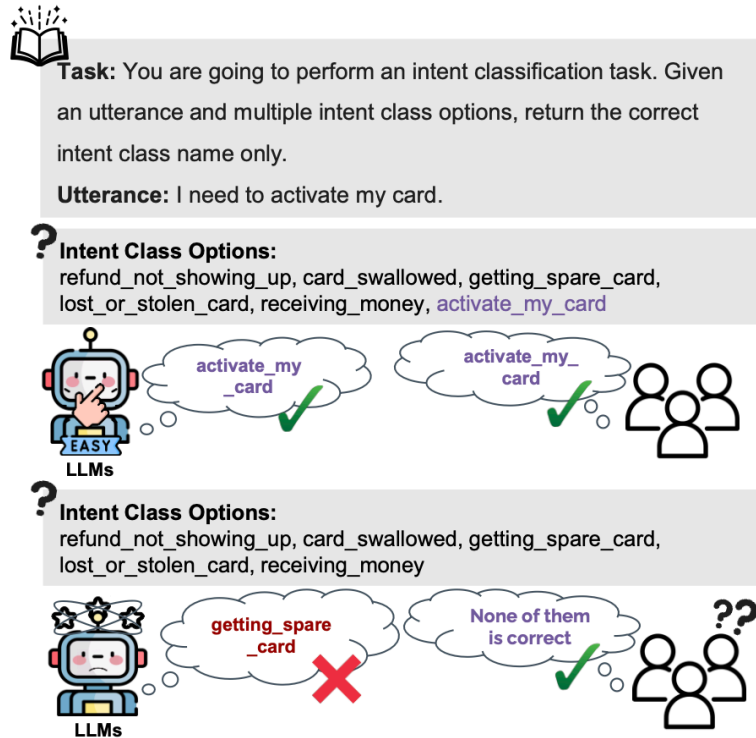 Task: You are going to perform an intent classification task. Given
an utterance and multiple intent class options, return the correct
intent class name only.
Utterance: I need to activate my card.
?
Intent Class Options:
refund_not_showing_up, card_swallowed, getting_spare_card,
lost_or_stolen_card, receiving_money, activate_my_card
activate_my
_card
activate_my_
card
EASY
LLMs
?
Intent Class Options:
refund_not_showing_up, card_swallowed, getting_spare_card,
lost_or_stolen_card, receiving_money
getting_spare
_card
None of them
is correct
??
LLMs